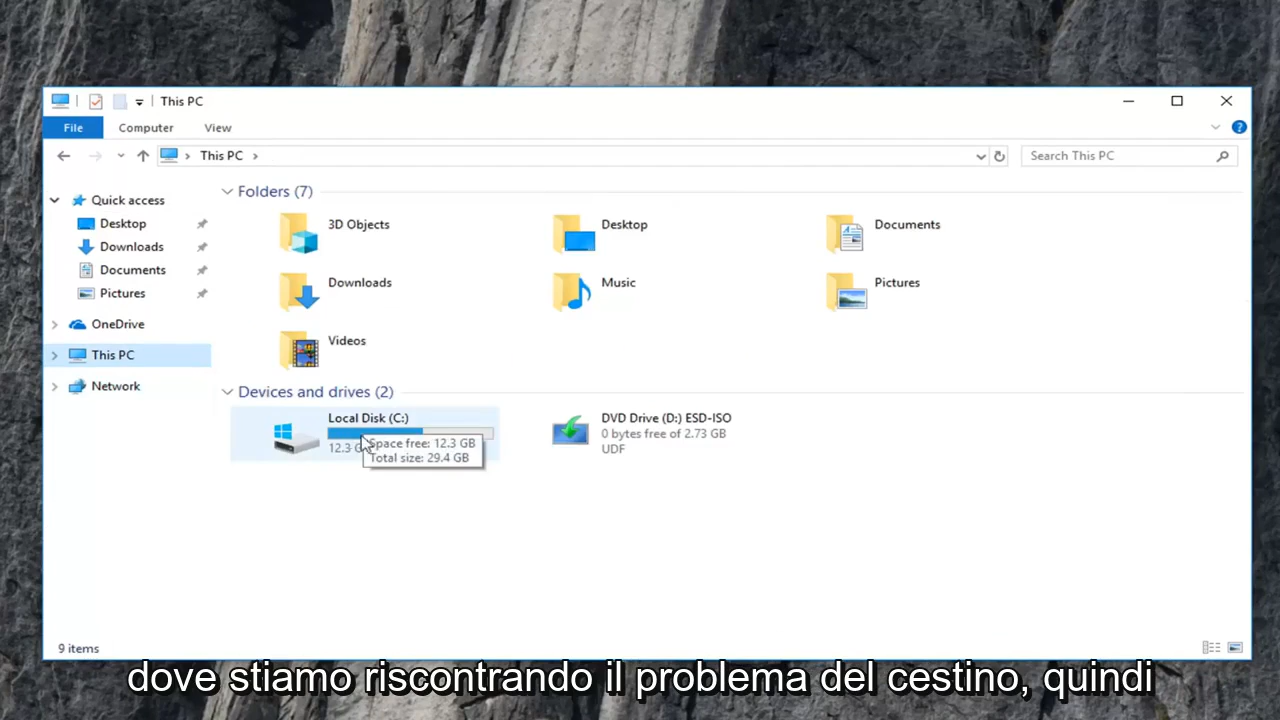 This PC
File
Computer
View
This PC
Search This PC
Quick access
Desktop
Downloads
Documents
Pictures
OneDrive
This PC
Network
Folders (7)
3D Objects
Desktop
Documents
Downloads
Music
Pictures
Videos
Devices and drives (2)
Local Disk (C:)
12.3 G
Space free: 12.3 GB
Total size: 29.4 GB
DVD Drive (D:) ESD-ISO
0 bytes free of 2.73 GB
UDF
9 items
dove stiamo riscontrando il problema del cestino, quindi